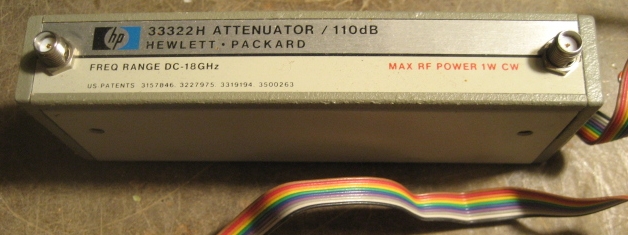 hp 33322H ATTENUATOR / 110dB
HEWLETT • PACKARD
FREQ RANGE DC-18GHz MAX RF POWER 1W CW
US PATENTS 3157846 3227975 3319194 3500263